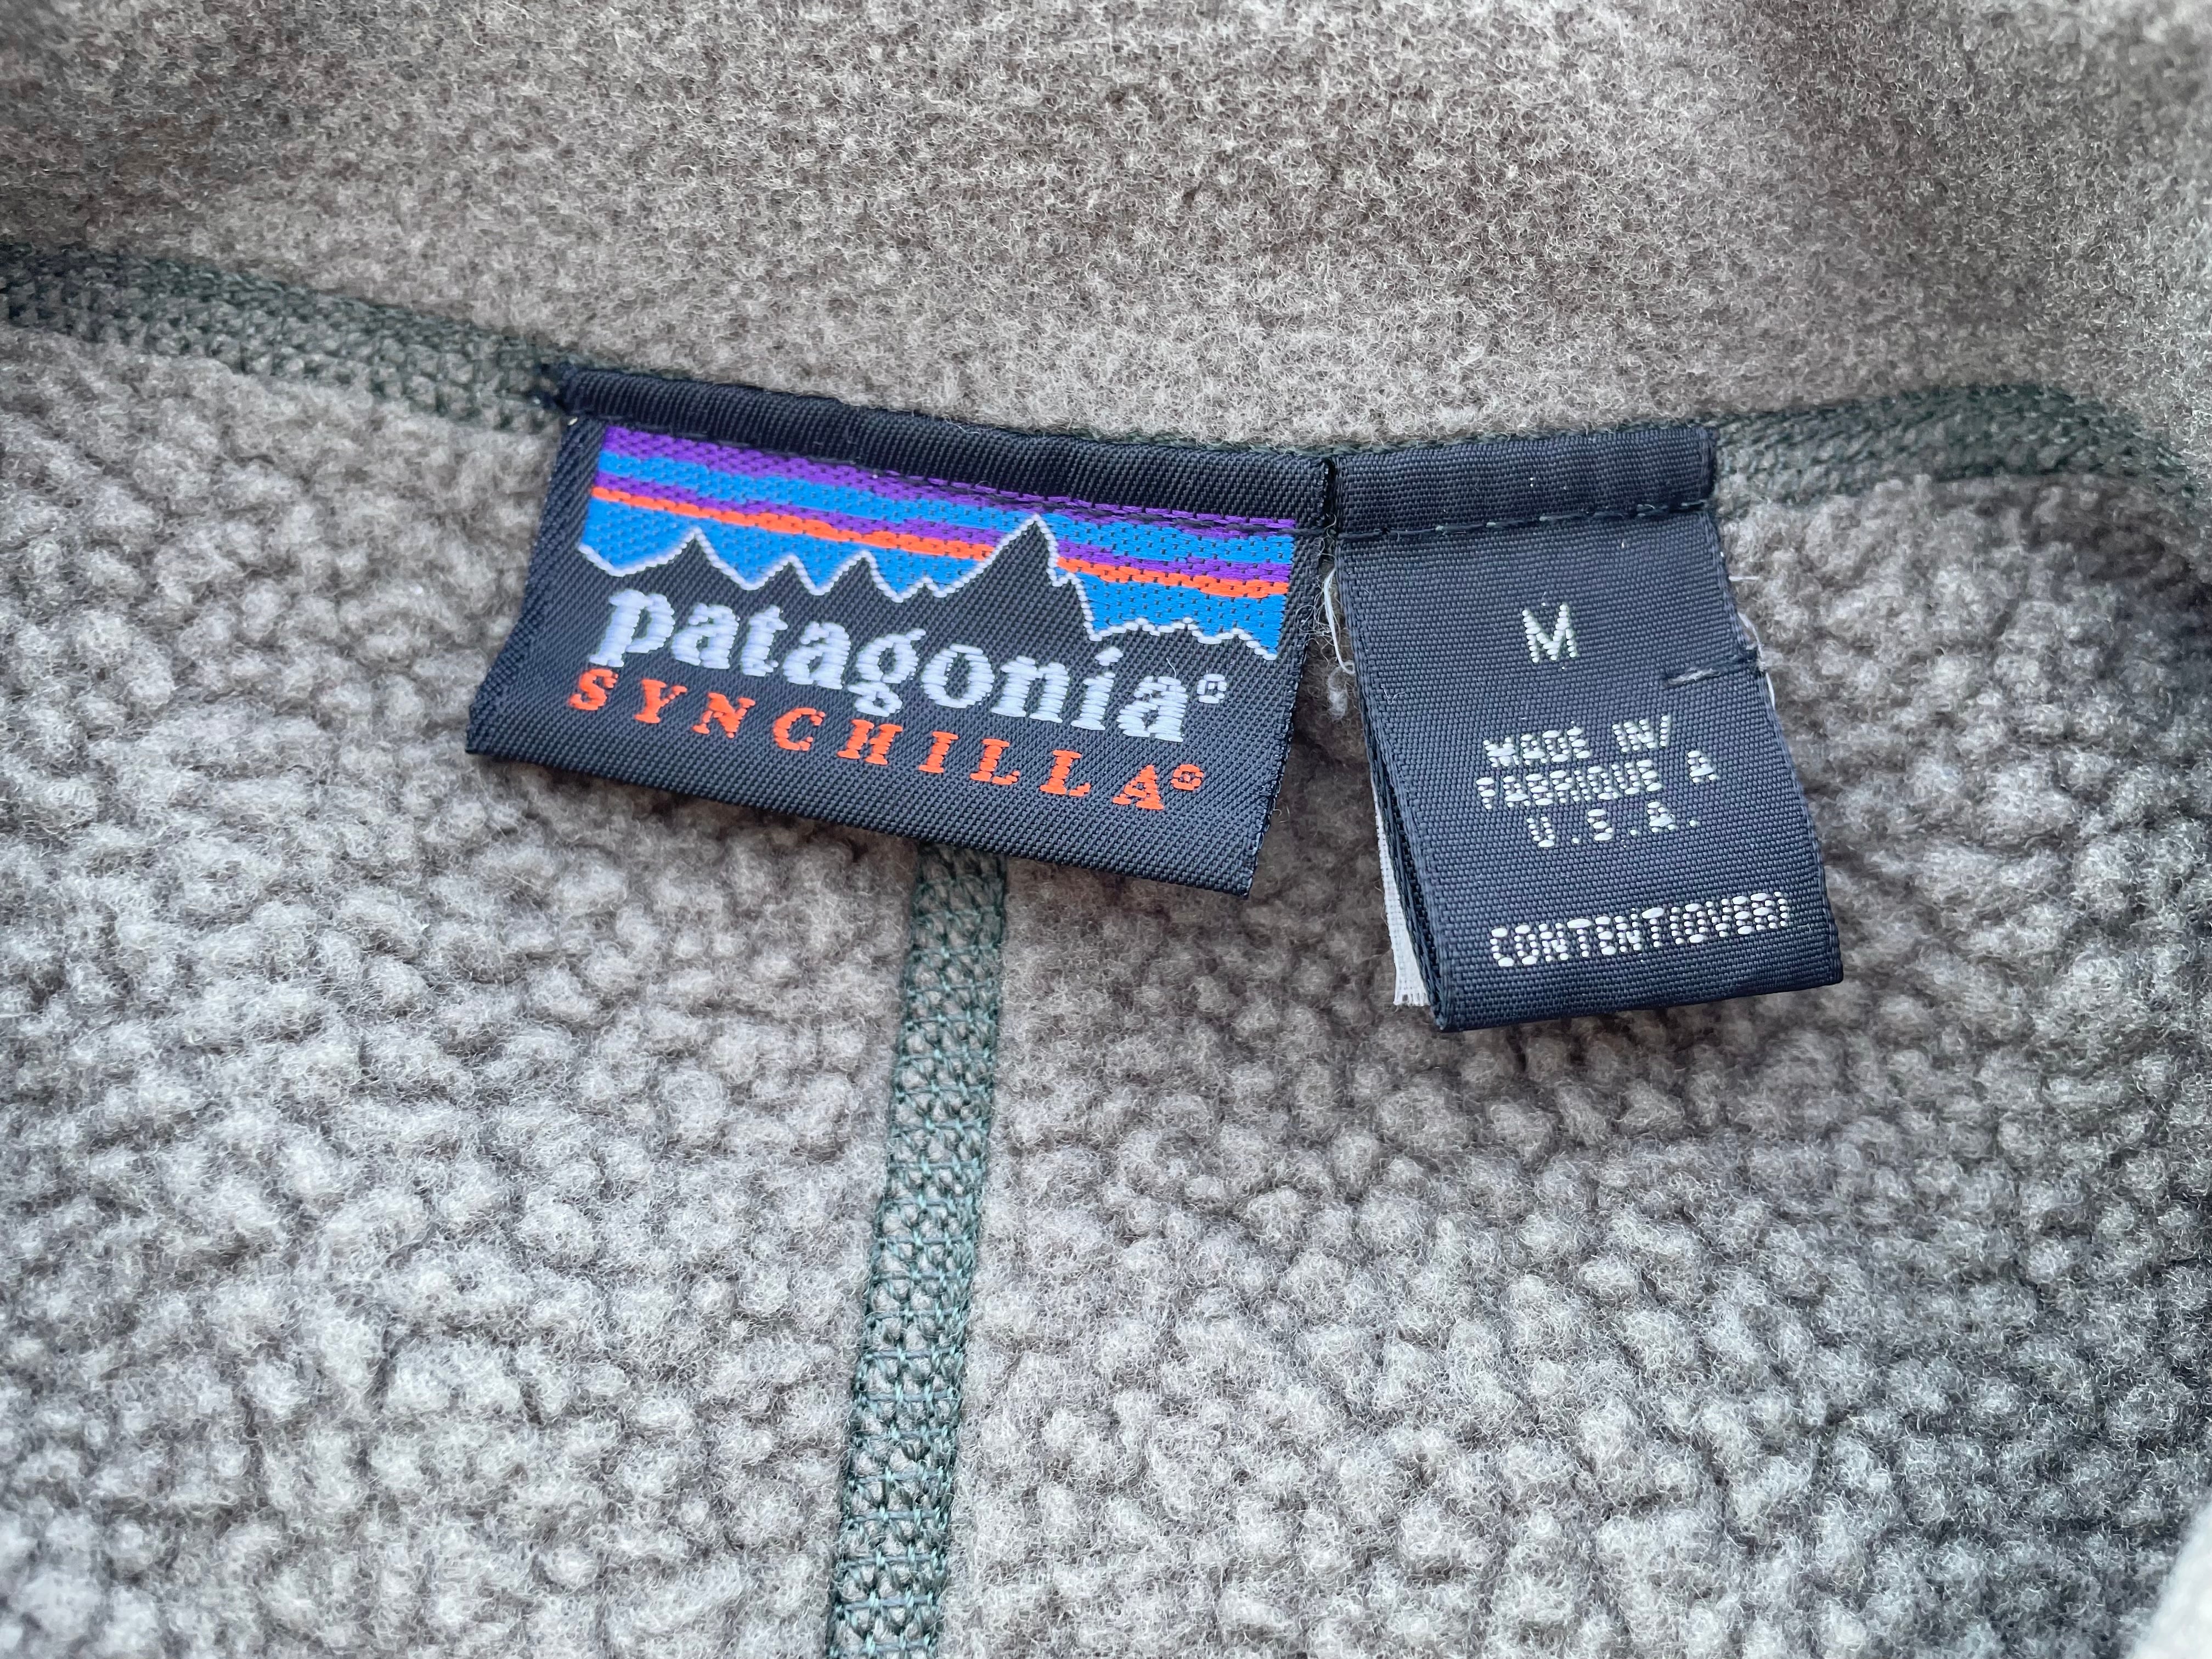 patagonia®
SYNCHILLA®
M
MADE IN/
FABRIQUE A
U.S.A.
CONTENT(OVER)